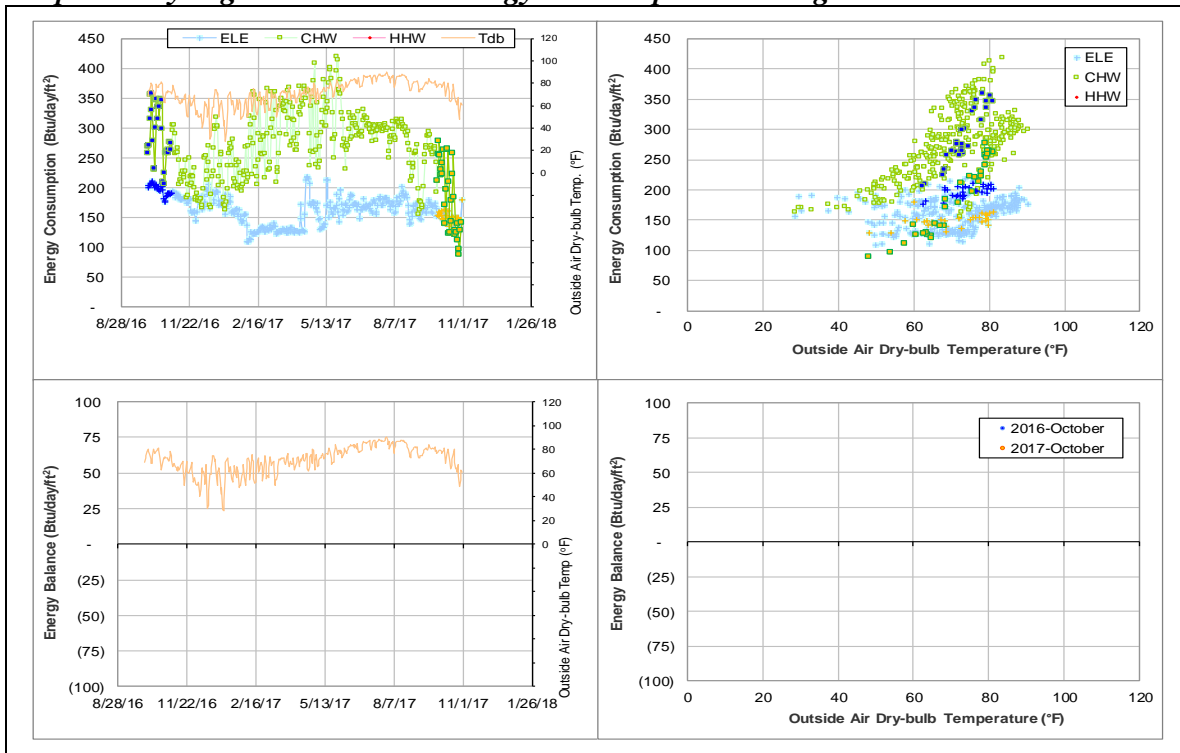 ELE CHW HHW Tdb
450
400
350
300
250
200
150
100
50
-
Energy Consumption (Btu/day/ft²)
120
100
80
60
40
20
0
Outside Air Dry-bulb Temp. (°F)
8/28/16 11/22/16 2/16/17 5/13/17 8/7/17 11/1/17 1/26/18
450
400
350
300
250
200
150
100
50
-
Energy Consumption (Btu/day/ft²)
ELE
CHW
HHW
0 20 40 60 80 100 120
Outside Air Dry-bulb Temperature (°F)
100
75
50
25
-
(25)
(50)
(75)
(100)
Energy Balance (Btu/day/ft²)
120
100
80
60
40
20
0
Outside Air Dry-bulb Temp (°F)
8/28/16 11/22/16 2/16/17 5/13/17 8/7/17 11/1/17 1/26/18
100
75
50
25
-
(25)
(50)
(75)
(100)
Energy Balance (Btu/day/ft²)
2016-October
2017-October
0 20 40 60 80 100 120
Outside Air Dry-bulb Temperature (°F)